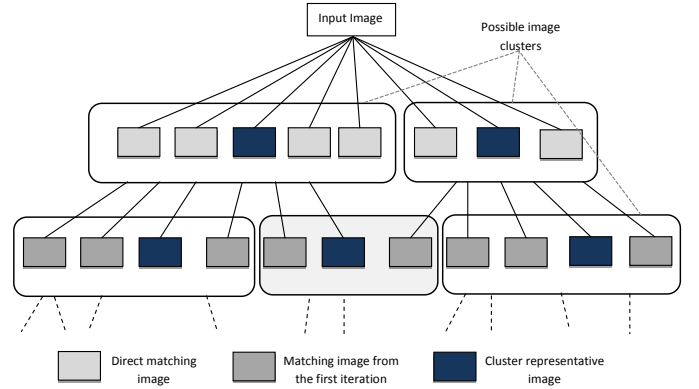 Input Image
Possible image
clusters
Direct matching
image
Matching image from
the first iteration
Cluster representative
image